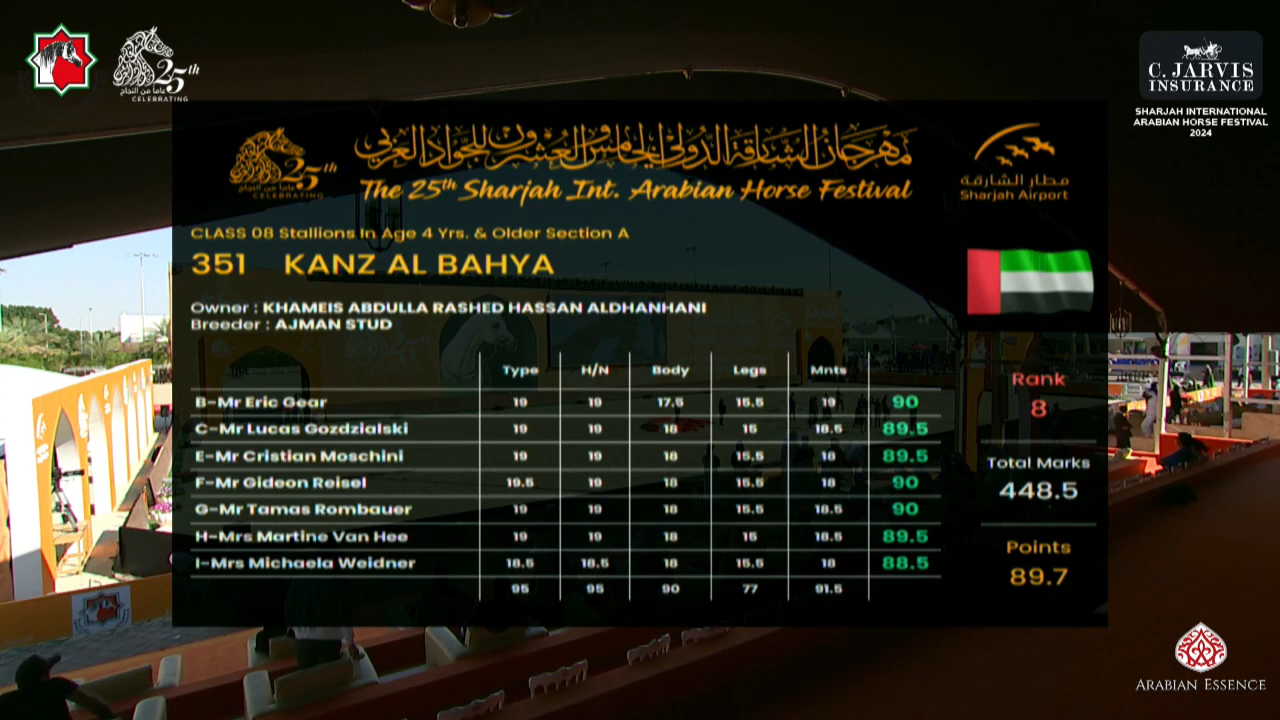 25th
عاماً من النجاح
CELEBRATING
C. JARVIS
INSURANCE
SHARJAH INTERNATIONAL
ARABIAN HORSE FESTIVAL
2024
25th
عاماً من النجاح
CELEBRATING
مهرجان الشارقة الدولي الخامس والعشرون للجواد العربي
The 25th Sharjah Int. Arabian Horse Festival
مطار الشارقة
Sharjah Airport
CLASS 08 Stallions In Age 4 Yrs. & Older Section A
351 KANZ AL BAHYA
Owner : KHAMEIS ABDULLA RASHED HASSAN ALDHANHANI
Breeder : AJMAN STUD
Type H/N Body Legs Mnts
B-Mr Eric Gear 19 19 17.5 15.5 19 90
C-Mr Lucas Gozdzialski 19 19 18 15 18.5 89.5
E-Mr Cristian Moschini 19 19 18 15.5 18 89.5
F-Mr Gideon Reisel 19.5 19 18 15.5 18 90
G-Mr Tamas Rombauer 19 19 18 15.5 18.5 90
H-Mrs Martine Van Hee 19 19 18 15 18.5 89.5
I-Mrs Michaela Weidner 18.5 18.5 18 15.5 18 88.5
95 95 90 77 91.5
Rank
8
Total Marks
448.5
Points
89.7
ARABIAN ESSENCE